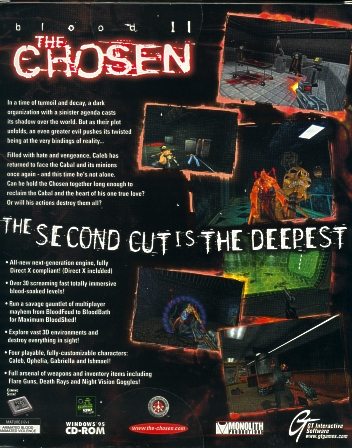 blood II
THE
CHOSEN
In a time of turmoil and decay, a dark
organization with a sinister agenda casts
its shadow over the world. But as their plot
unfolds, an even greater evil pushes its twisted
being at the very bindings of reality...
Filled with hate and vengeance, Caleb has
returned to face the Cabal and its minions
once again - and this time he's not alone.
Can he hold the Chosen together long enough to
reclaim the Cabal and the heart of his one true love?
Or will his actions destroy them all?
THE SECOND CUT IS THE DEEPEST
• All-new next-generation engine, fully
Direct X compliant! (Direct X included)
• Over 30 screaming fast totally immersive
blood-soaked levels!
• Run a savage gauntlet of multiplayer
mayhem from BloodFeud to BloodBath
for Maximum BloodShed!
• Explore vast 3D environments and
destroy everything in sight!
• Four playable, fully-customizable characters:
Caleb, Ophelia, Gabriella and Ishmael!
• Full arsenal of weapons and inventory items including
Flare Guns, Death Rays and Night Vision Goggles!
WINDOWS 95
CD-ROM
www.the-chosen.com
MONOLITH
PRODUCTIONS
GT Interactive
Software
www.gtgames.com